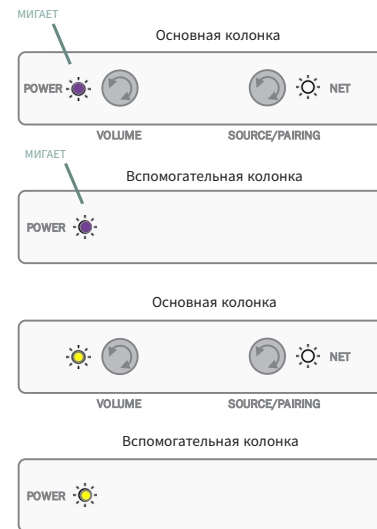 МИГАЕТ
Основная колонка
POWER NET
VOLUME SOURCE/PAIRING
МИГАЕТ
Вспомогательная колонка
POWER
Основная колонка
NET
VOLUME SOURCE/PAIRING
Вспомогательная колонка
POWER